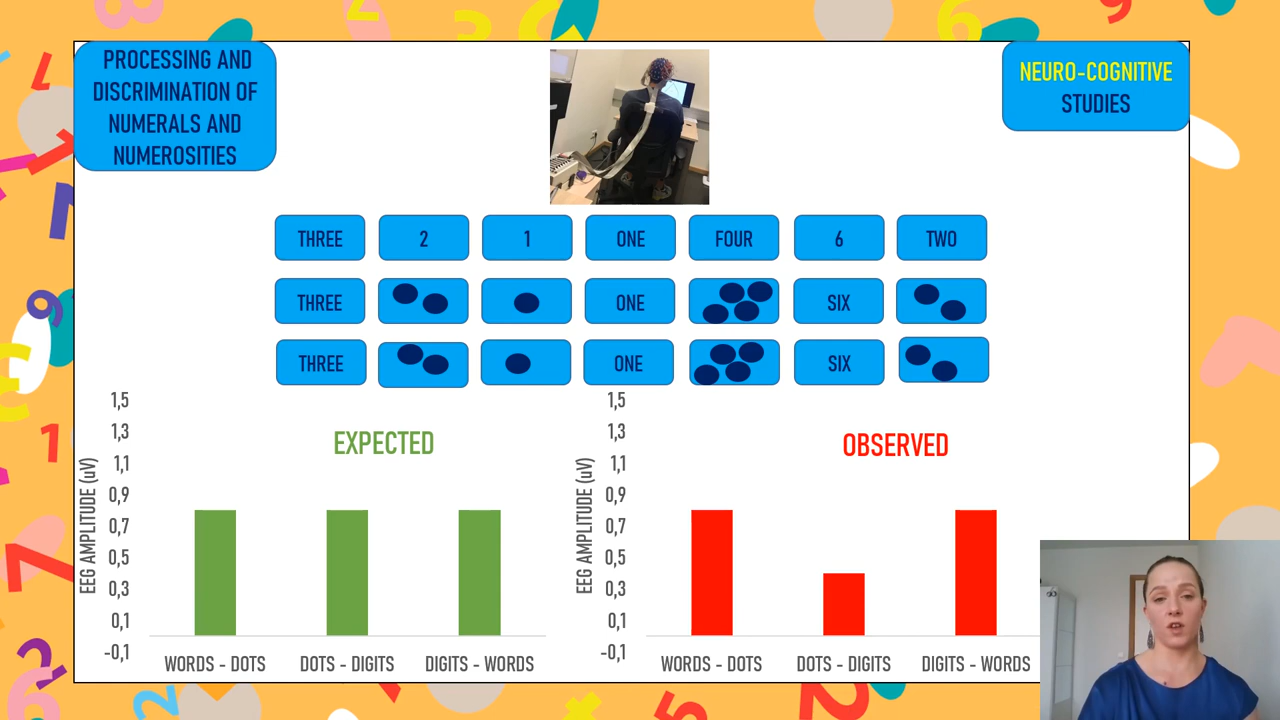 PROCESSING AND
DISCRIMINATION OF
NUMERALS AND
NUMEROSITIES
NEURO-COGNITIVE
STUDIES
THREE 2 1 ONE FOUR 6 TWO
THREE ONE SIX
THREE ONE SIX
EXPECTED
EEG AMPLITUDE (uV)
1,5
1,3
1,1
0,9
0,7
0,5
0,3
0,1
-0,1
WORDS - DOTS DOTS - DIGITS DIGITS - WORDS
OBSERVED
EEG AMPLITUDE (uV)
1,5
1,3
1,1
0,9
0,7
0,5
0,3
0,1
-0,1
WORDS - DOTS DOTS - DIGITS DIGITS - WORDS